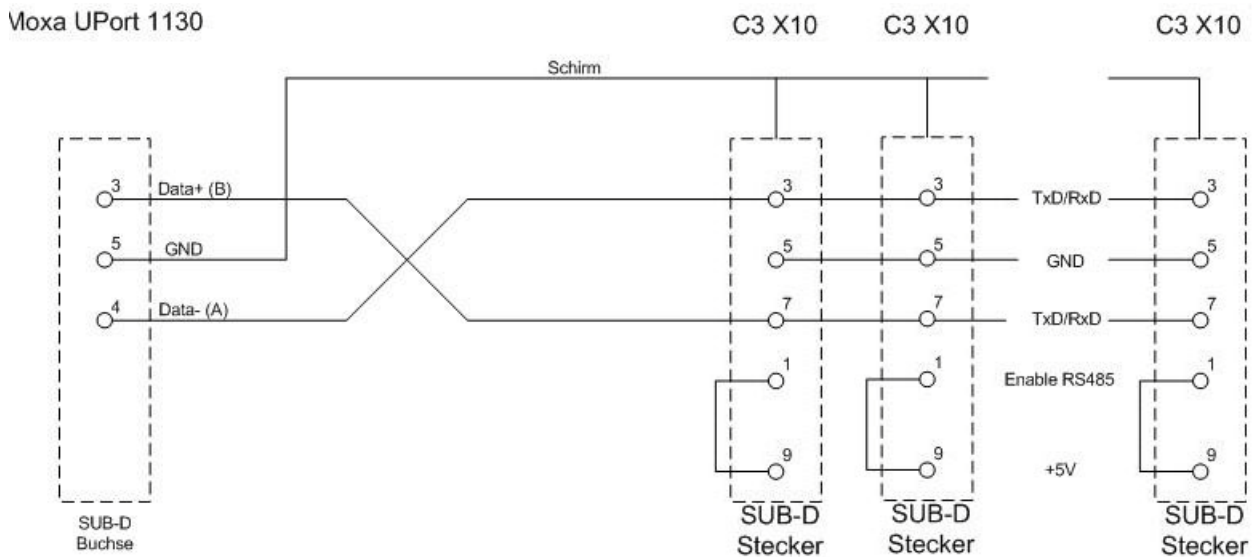 Moxa UPort 1130
C3 X10
C3 X10
C3 X10
Schirm
3
Data+ (B)
3
3
TxD/RxD
3
5
GND
5
5
GND
5
4
Data- (A)
7
7
TxD/RxD
7
1
1
Enable RS485
1
9
9
+5V
9
SUB-D
Buchse
SUB-D
Stecker
SUB-D
Stecker
SUB-D
Stecker